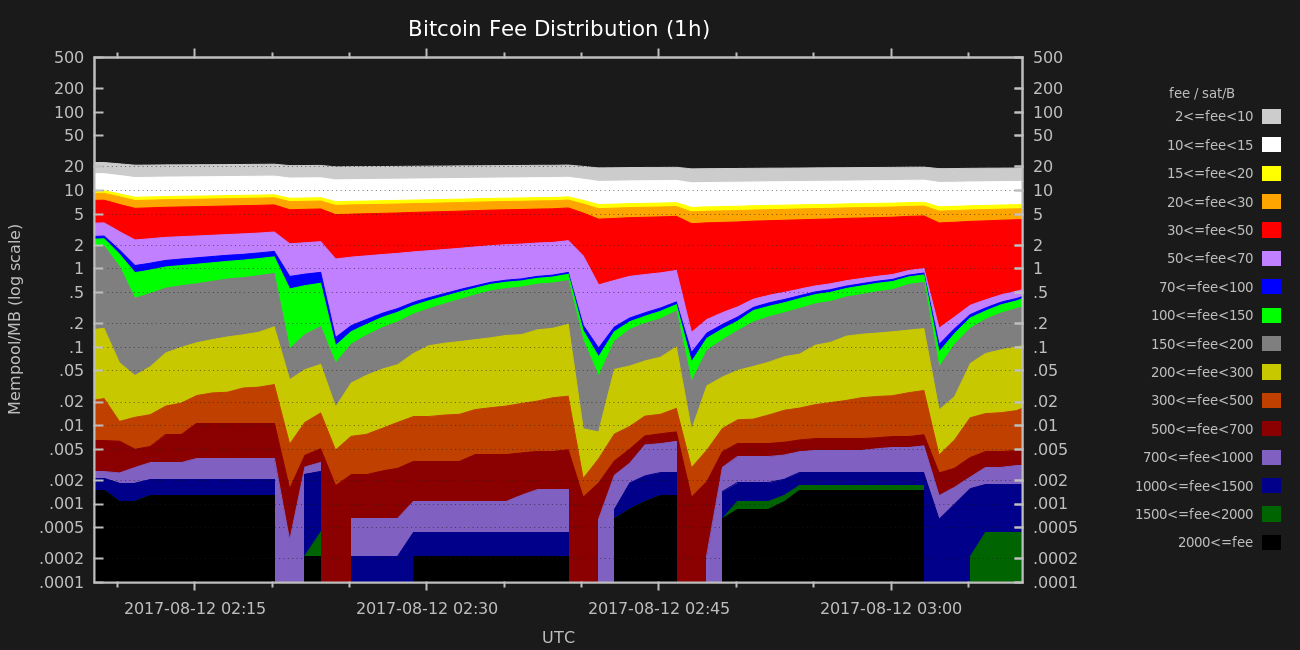 Bitcoin Fee Distribution (1h)
500
200
100
50
20
10
5
2
1
.5
.2
.1
.05
.02
.01
.005
.002
.001
.0005
.0002
.0001
Mempool/MB (log scale)
500
200
100
50
20
10
5
2
1
.5
.2
.1
.05
.02
.01
.005
.002
.001
.0005
.0002
.0001
2017-08-12 02:15
2017-08-12 02:30
2017-08-12 02:45
2017-08-12 03:00
UTC
fee / sat/B
2<=fee<10
10<=fee<15
15<=fee<20
20<=fee<30
30<=fee<50
50<=fee<70
70<=fee<100
100<=fee<150
150<=fee<200
200<=fee<300
300<=fee<500
500<=fee<700
700<=fee<1000
1000<=fee<1500
1500<=fee<2000
2000<=fee